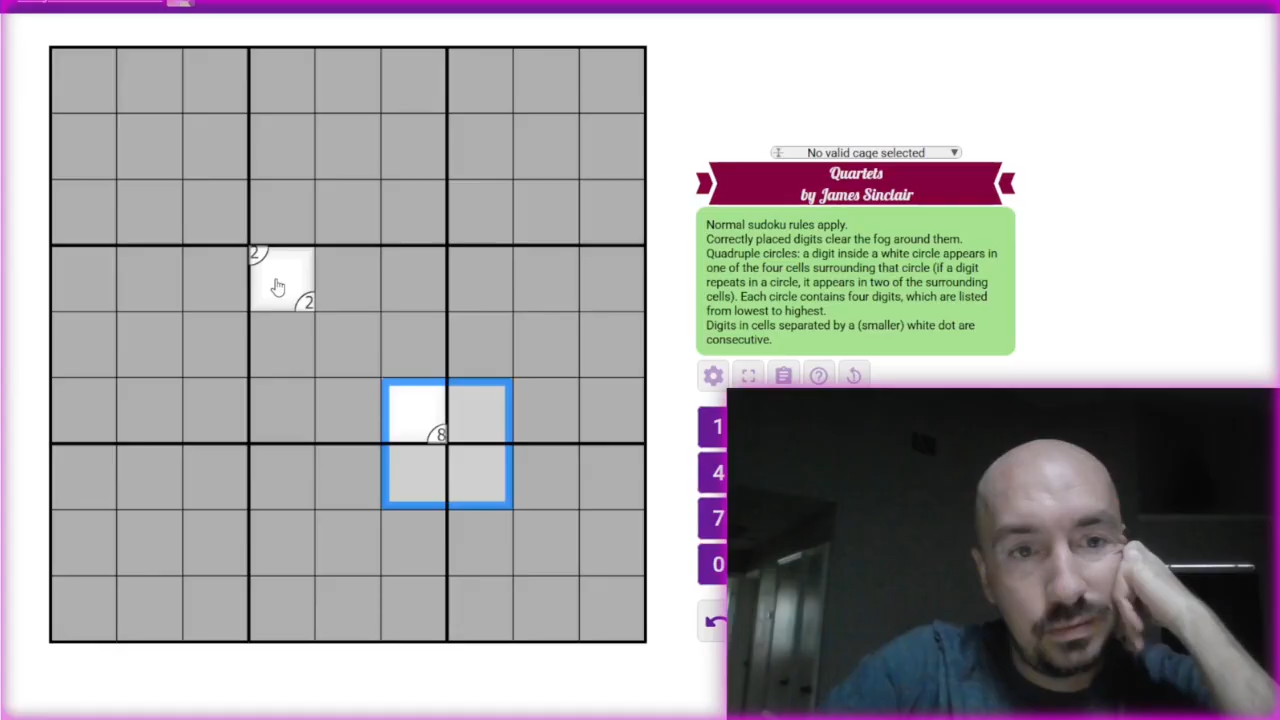 No valid cage selected
Quartets
by James Sinclair
Normal sudoku rules apply.
Correctly placed digits clear the fog around them.
Quadruple circles: a digit inside a white circle appears in
one of the four cells surrounding that circle (if a digit
repeats in a circle, it appears in two of the surrounding
cells). Each circle contains four digits, which are listed
from lowest to highest.
Digits in cells separated by a (smaller) white dot are
consecutive.
2
2
8
1
4
7
0